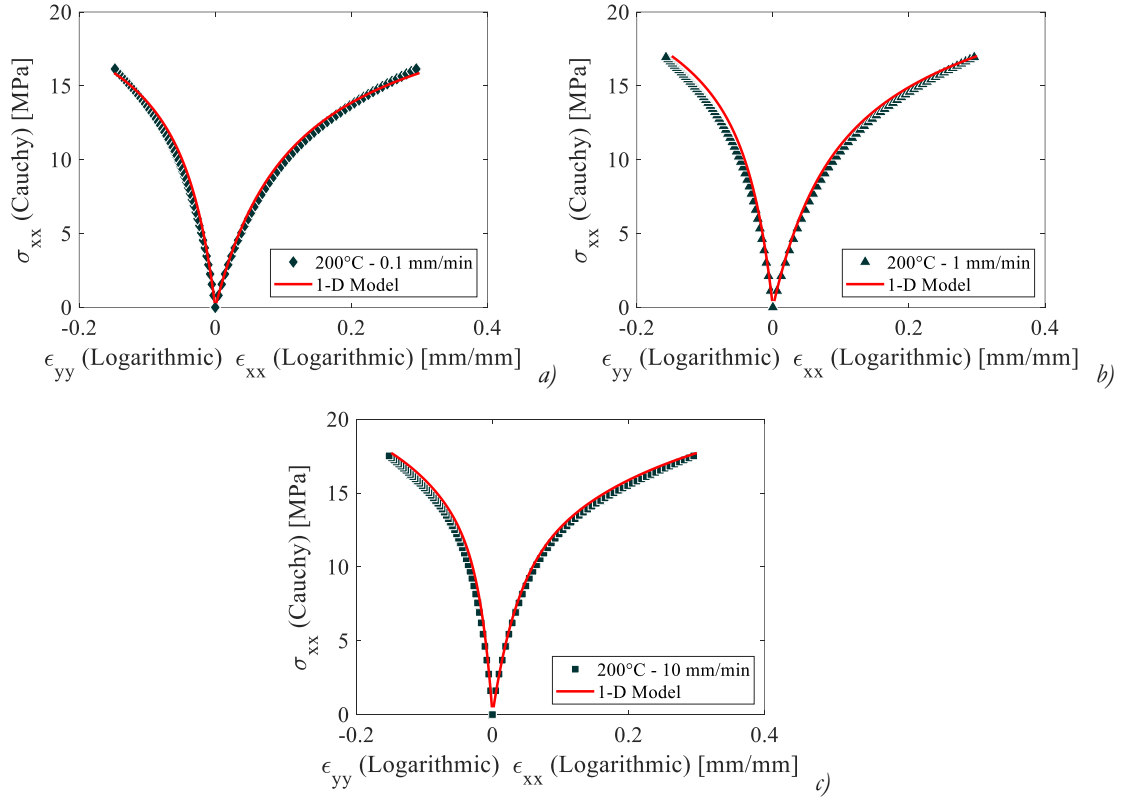 20
15
10
5
0
σxx (Cauchy) [MPa]
200°C - 0.1 mm/min
1-D Model
-0.2 0 0.2 0.4
ϵyy (Logarithmic) ϵxx (Logarithmic) [mm/mm]
a)
20
15
10
5
0
σxx (Cauchy) [MPa]
200°C - 1 mm/min
1-D Model
-0.2 0 0.2 0.4
ϵyy (Logarithmic) ϵxx (Logarithmic) [mm/mm]
b)
20
15
10
5
0
σxx (Cauchy) [MPa]
200°C - 10 mm/min
1-D Model
-0.2 0 0.2 0.4
ϵyy (Logarithmic) ϵxx (Logarithmic) [mm/mm]
c)